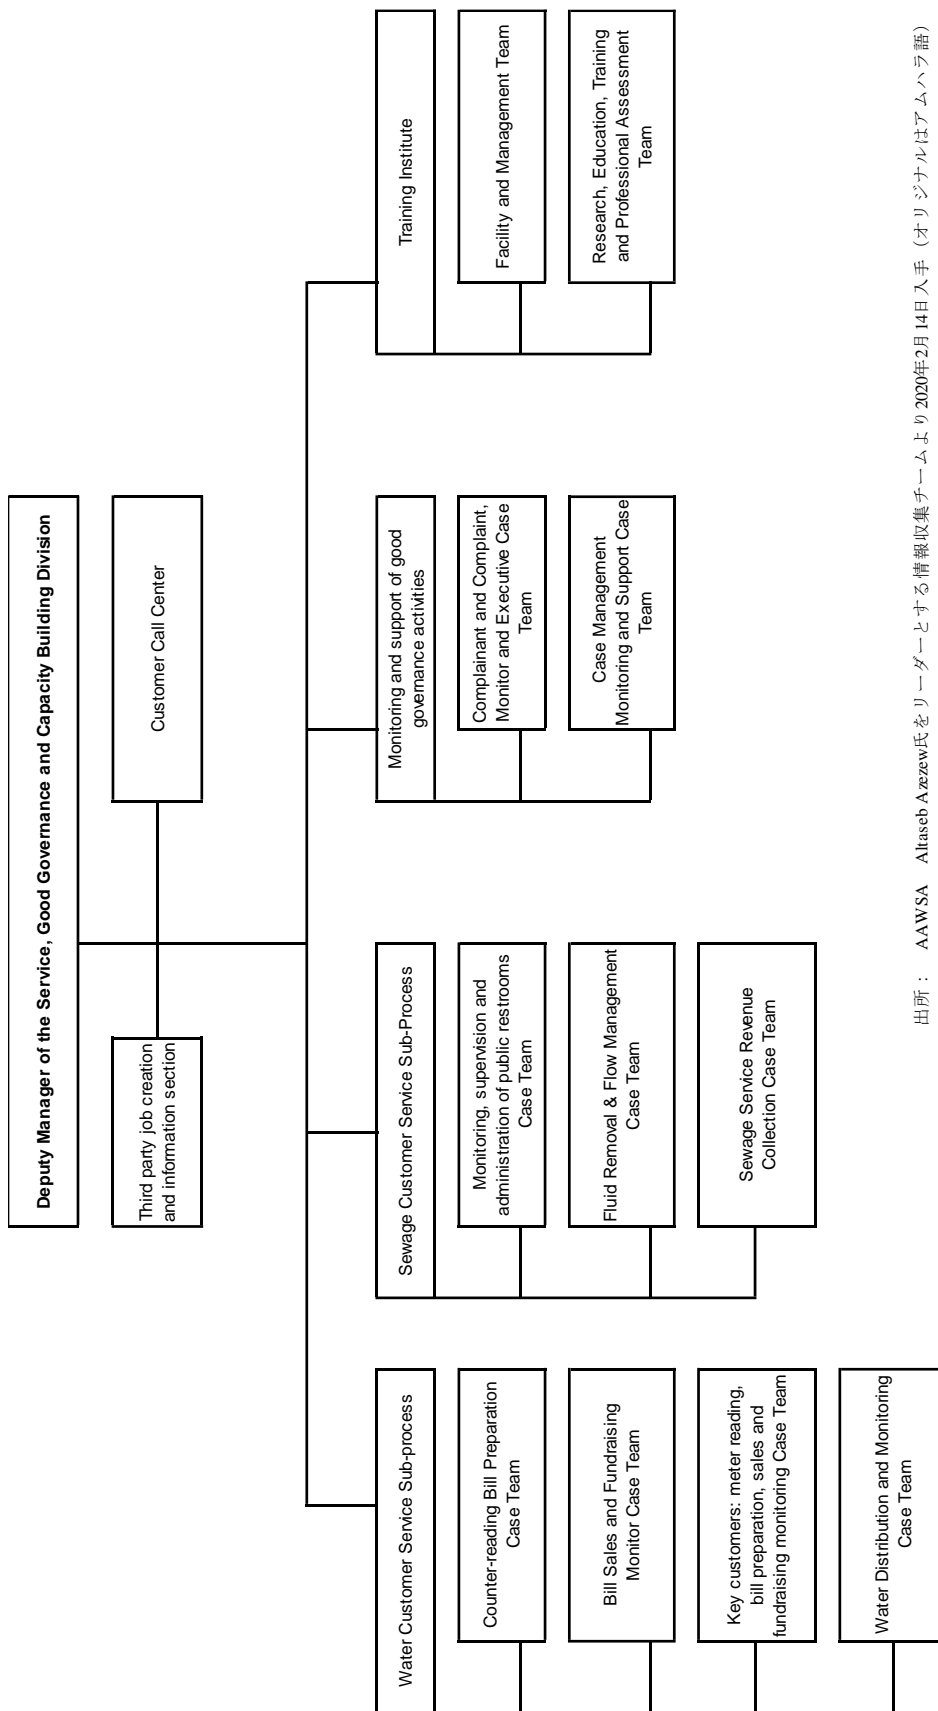 Deputy Manager of the Service, Good Governance and Capacity Building Division
Third party job creation
and information section
Customer Call Center
Water Customer Service Sub-process
Counter-reading Bill Preparation
Case Team
Bill Sales and Fundraising
Monitor Case Team
Key customers: meter reading,
bill preparation, sales and
fundraising monitoring Case Team
Water Distribution and Monitoring
Case Team
Sewage Customer Service Sub-Process
Monitoring, supervision and
administration of public restrooms
Case Team
Fluid Removal & Flow Management
Case Team
Sewage Service Revenue
Collection Case Team
Monitoring and support of good
governance activities
Complainant and Complaint,
Monitor and Executive Case
Team
Case Management
Monitoring and Support Case
Team
Training Institute
Facility and Management Team
Research, Education, Training
and Professional Assessment
Team
出所： AAWSA Altaseb Azezew氏をリーダーとする情報収集チームより2020年2月14日入手（オリジナルはアムハラ語）